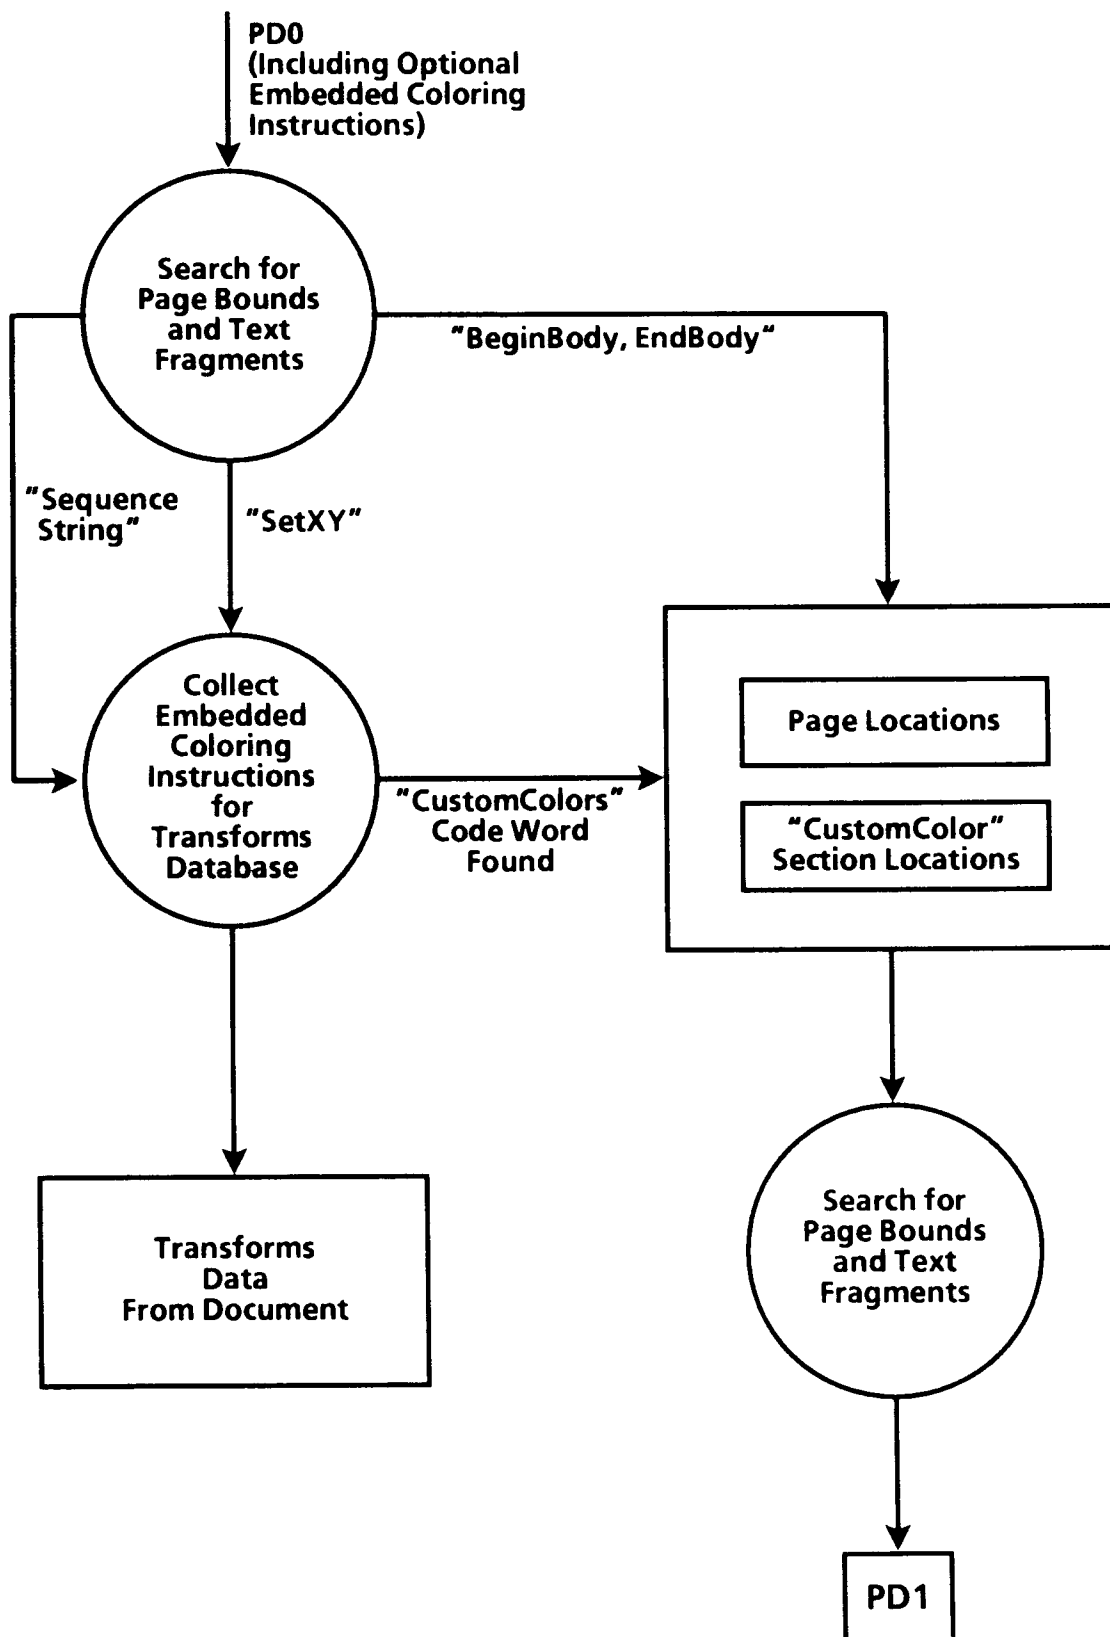 PD0
(Including Optional
Embedded Coloring
Instructions)
Search for
Page Bounds
and Text
Fragments
"BeginBody, EndBody"
"Sequence
String"
"SetXY"
Collect
Embedded
Coloring
Instructions
for
Transforms
Database
"CustomColors"
Code Word
Found
Page Locations
"CustomColor"
Section Locations
Transforms
Data
From Document
Search for
Page Bounds
and Text
Fragments
PD1